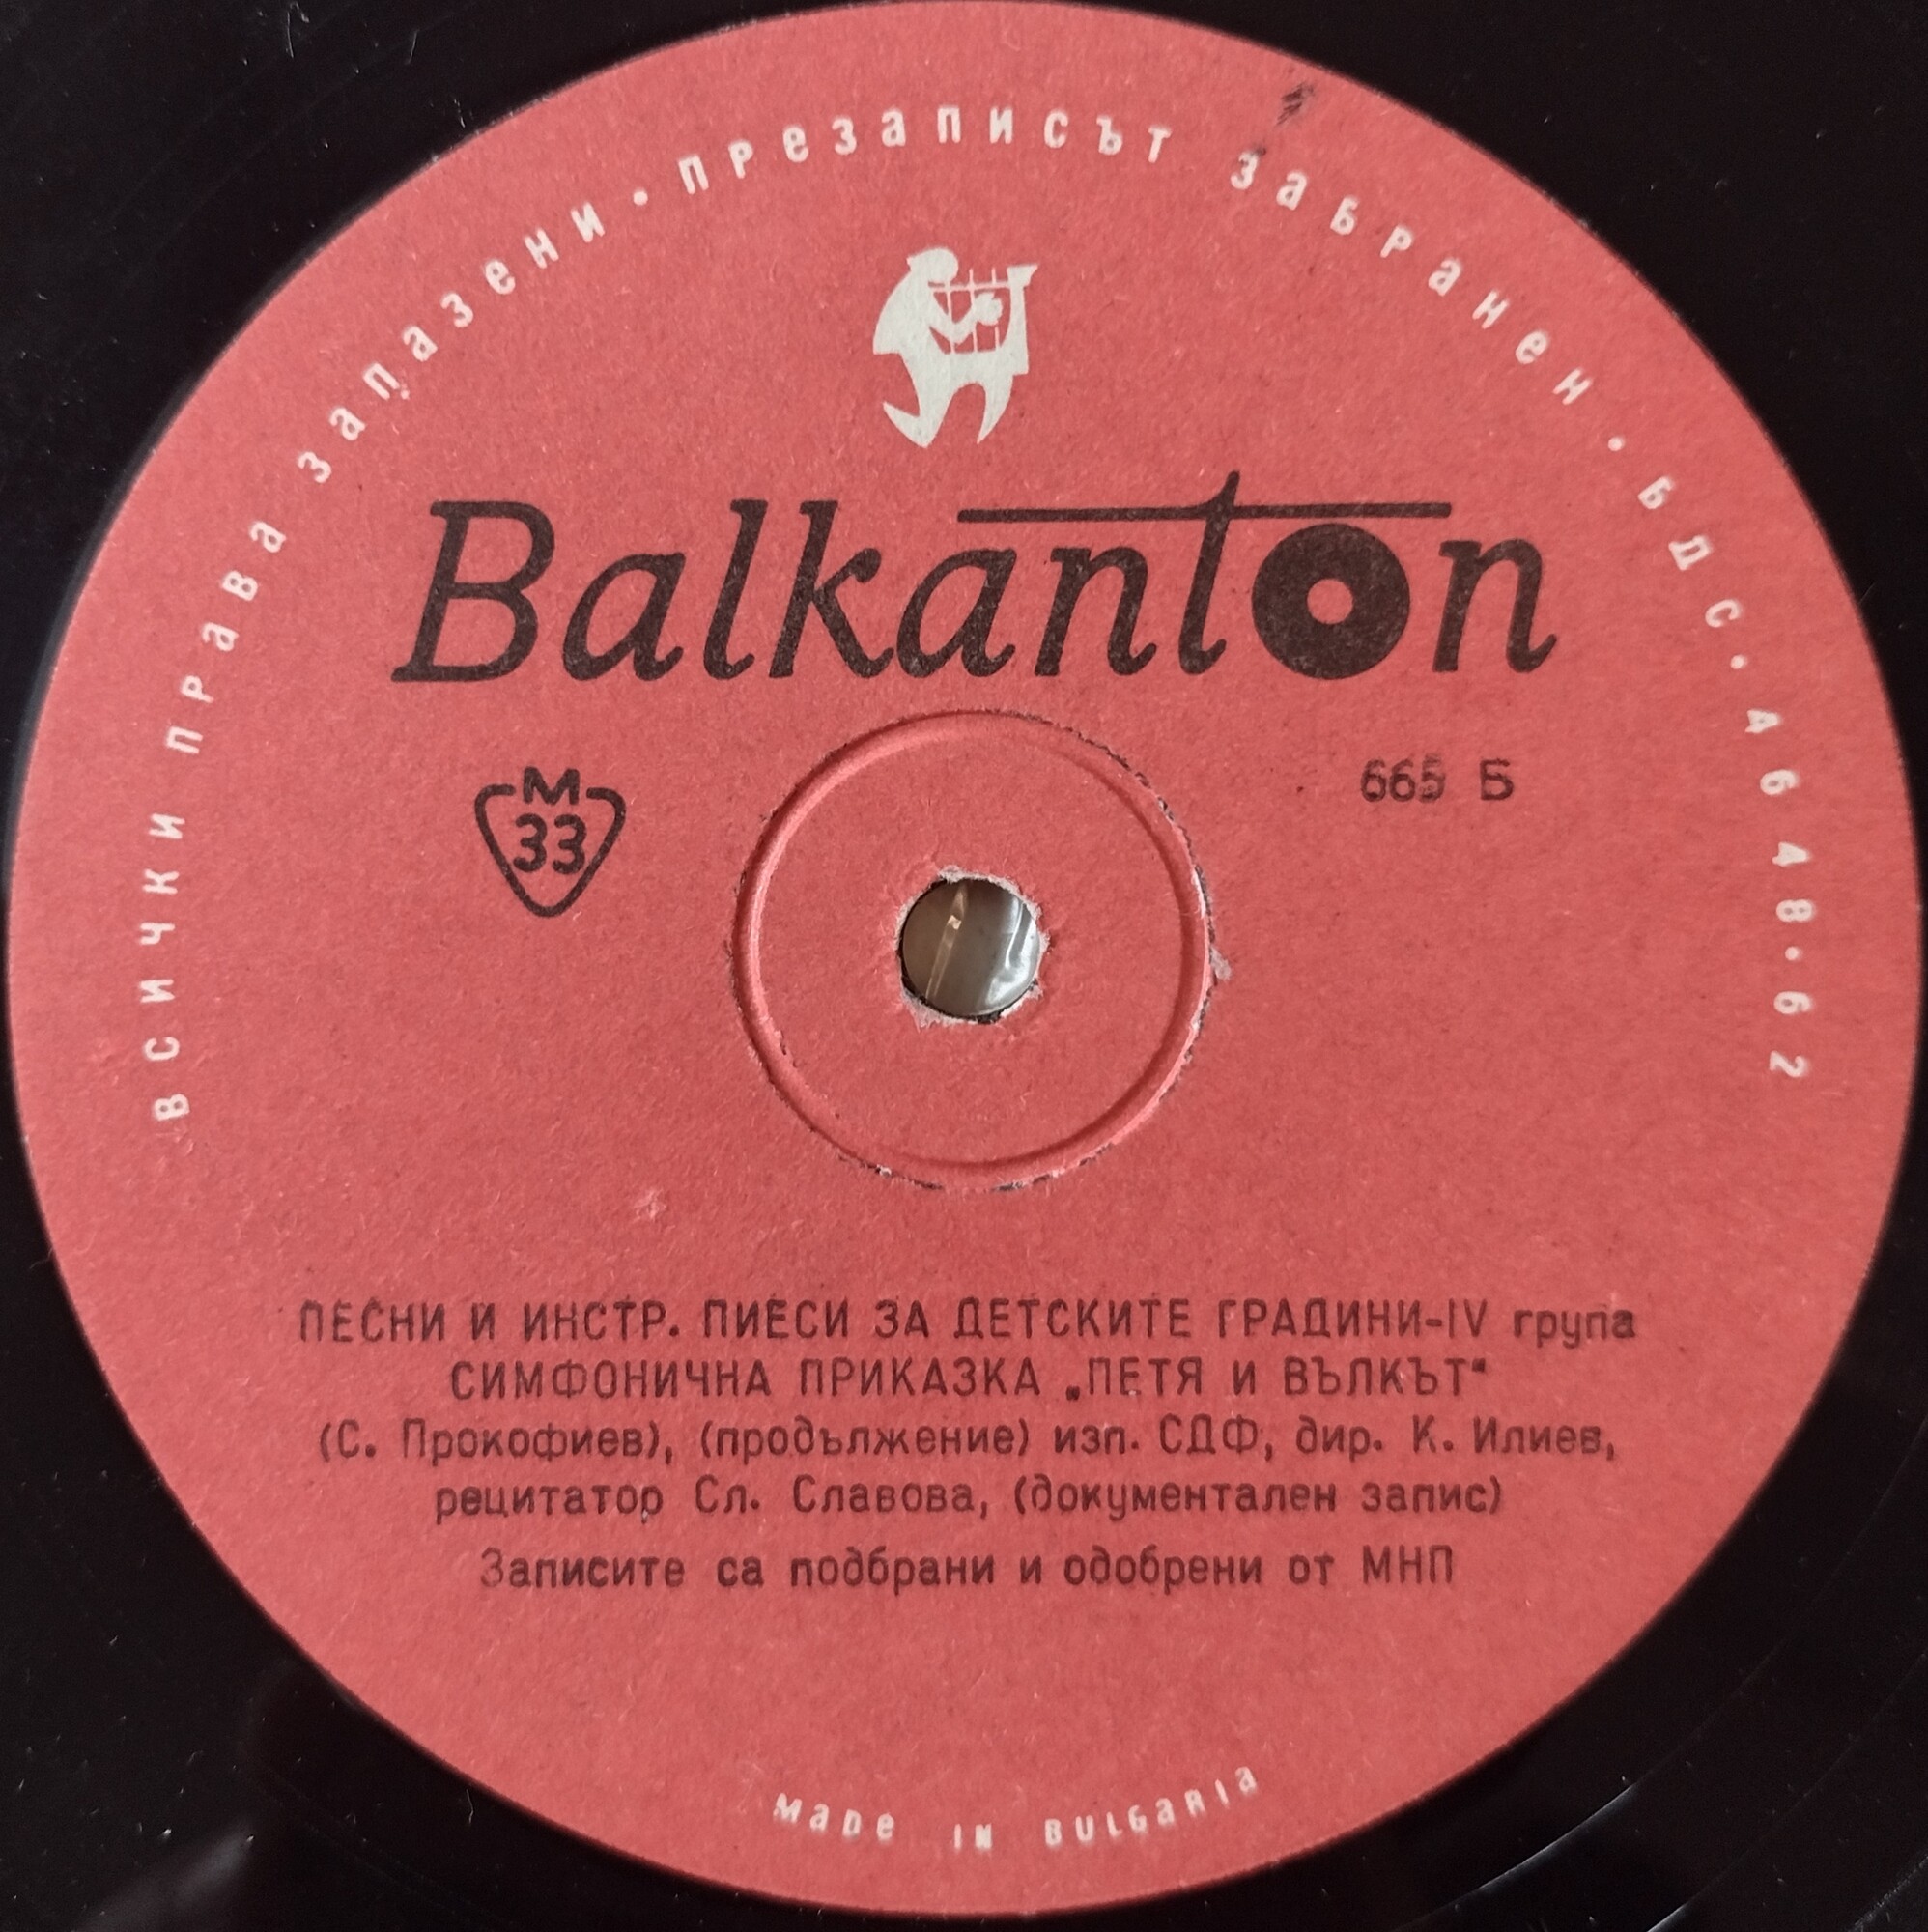 всички права запазени · презаписът забранен · БДС · А 6 48 · 62
Balkanton
М
33
665 Б
ПЕСНИ И ИНСТР. ПИЕСИ ЗА ДЕТСКИТЕ ГРАДИНИ-IV група
СИМФОНИЧНА ПРИКАЗКА „ПЕТЯ И ВЪЛКЪТ“
(С. Прокофиев), (продължение) изп. СДФ, дир. К. Илиев,
рецитатор Сл. Славова, (документален запис)
Записите са подбрани и одобрени от МНП
MADE IN BULGARIA